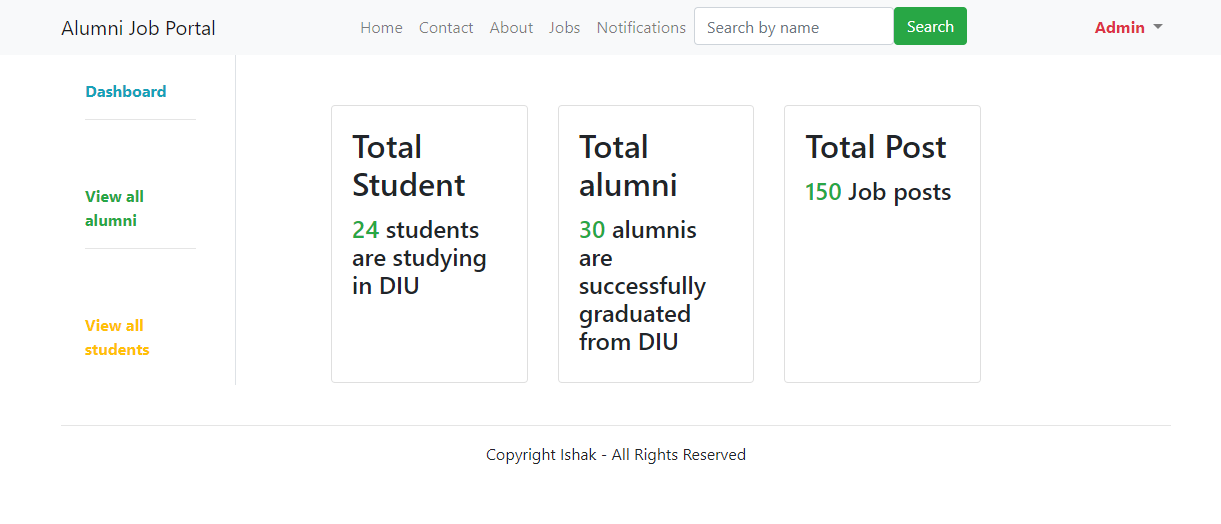 Alumni Job Portal
Home
Contact
About
Jobs
Notifications
Search by name
Search
Admin
Dashboard
View all
alumni
View all
students
Total
Student
24 students
are studying
in DIU
Total
alumni
30 alumnis
are
successfully
graduated
from DIU
Total Post
150 Job posts
Copyright Ishak - All Rights Reserved